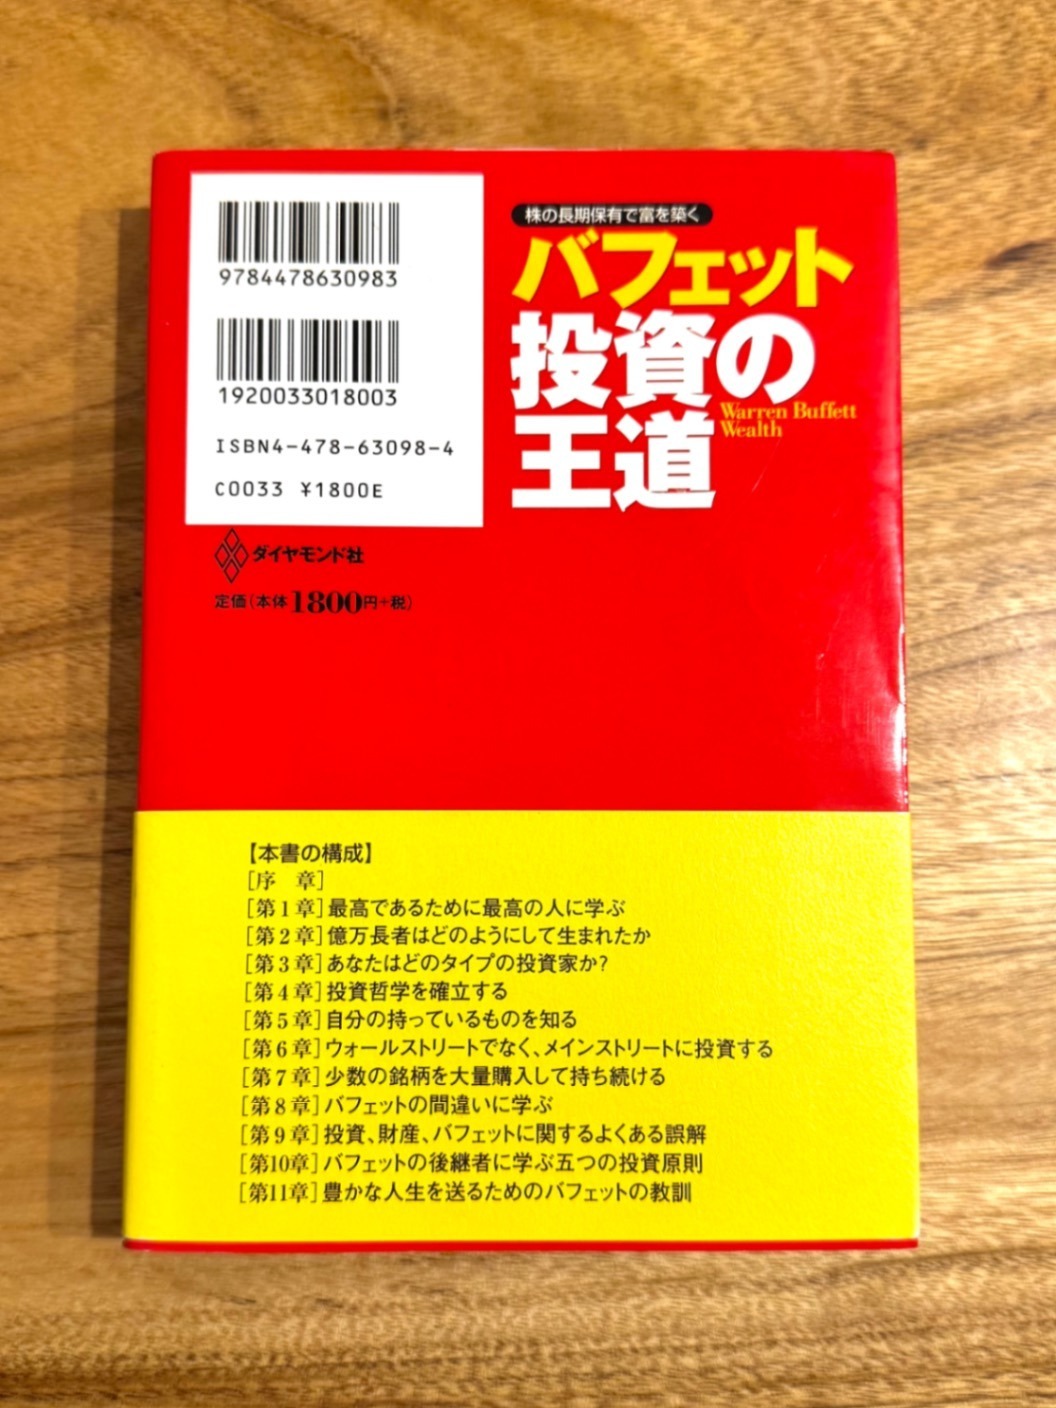 9784478630983
1920033018003
ISBN4-478-63098-4
C0033 ¥1800E
ダイヤモンド社
定価(本体1800円+税)
株の長期保有で富を築く
バフェット
投資の
王道
Warren Buffett
Wealth
【本書の構成】
[序 章]
[第1章]最高であるために最高の人に学ぶ
[第2章]億万長者はどのようにして生まれたか
[第3章]あなたはどのタイプの投資家か?
[第4章]投資哲学を確立する
[第5章]自分の持っているものを知る
[第6章]ウォールストリートでなく、メインストリートに投資する
[第7章]少数の銘柄を大量購入して持ち続ける
[第8章]バフェットの間違いに学ぶ
[第9章]投資、財産、バフェットに関するよくある誤解
[第10章]バフェットの後継者に学ぶ五つの投資原則
[第11章]豊かな人生を送るためのバフェットの教訓